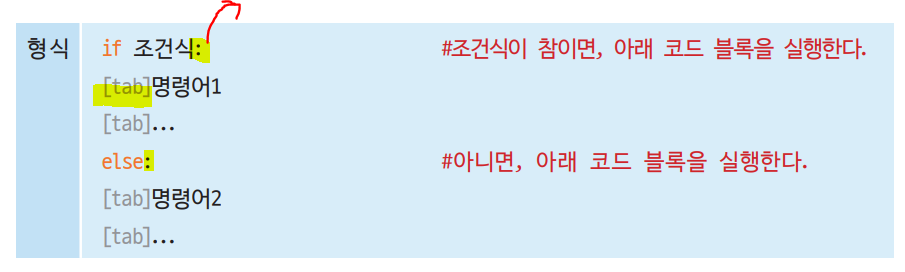 형식 if 조건식: #조건식이 참이면, 아래 코드 블록을 실행한다.
[tab]명령어1
[tab]...
else: #아니면, 아래 코드 블록을 실행한다.
[tab]명령어2
[tab]...